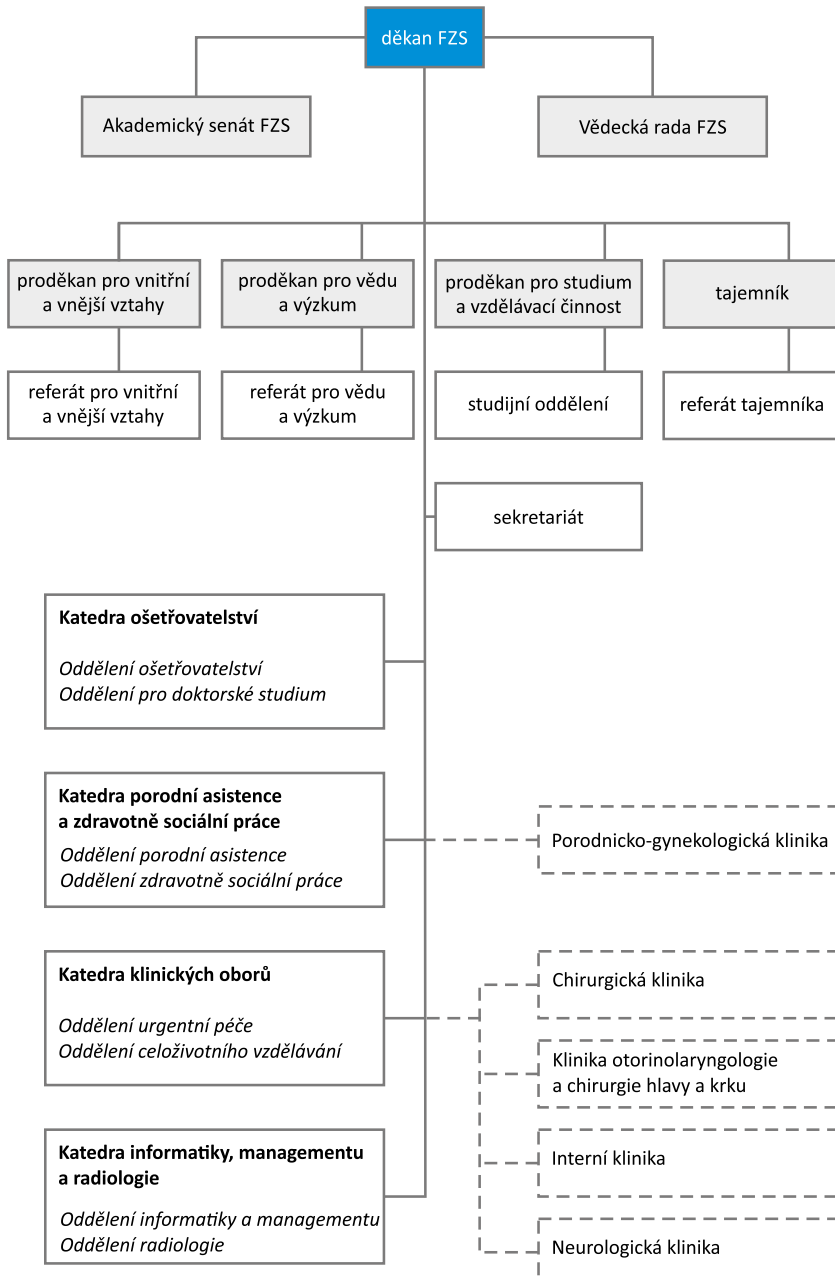 děkan FZS
Akademický senát FZS
Vědecká rada FZS
proděkan pro vnitřní
a vnější vztahy
proděkan pro vědu
a výzkum
proděkan pro studium
a vzdělávací činnost
tajemník
referát pro vnitřní
a vnější vztahy
referát pro vědu
a výzkum
studijní oddělení
referát tajemníka
sekretariát
Katedra ošetřovatelství
Oddělení ošetřovatelství
Oddělení pro doktorské studium
Katedra porodní asistence
a zdravotně sociální práce
Oddělení porodní asistence
Oddělení zdravotně sociální práce
Porodnicko-gynekologická klinika
Katedra klinických oborů
Oddělení urgentní péče
Oddělení celoživotního vzdělávání
Chirurgická klinika
Klinika otorinolaryngologie
a chirurgie hlavy a krku
Interní klinika
Neurologická klinika
Katedra informatiky, managementu
a radiologie
Oddělení informatiky a managementu
Oddělení radiologie